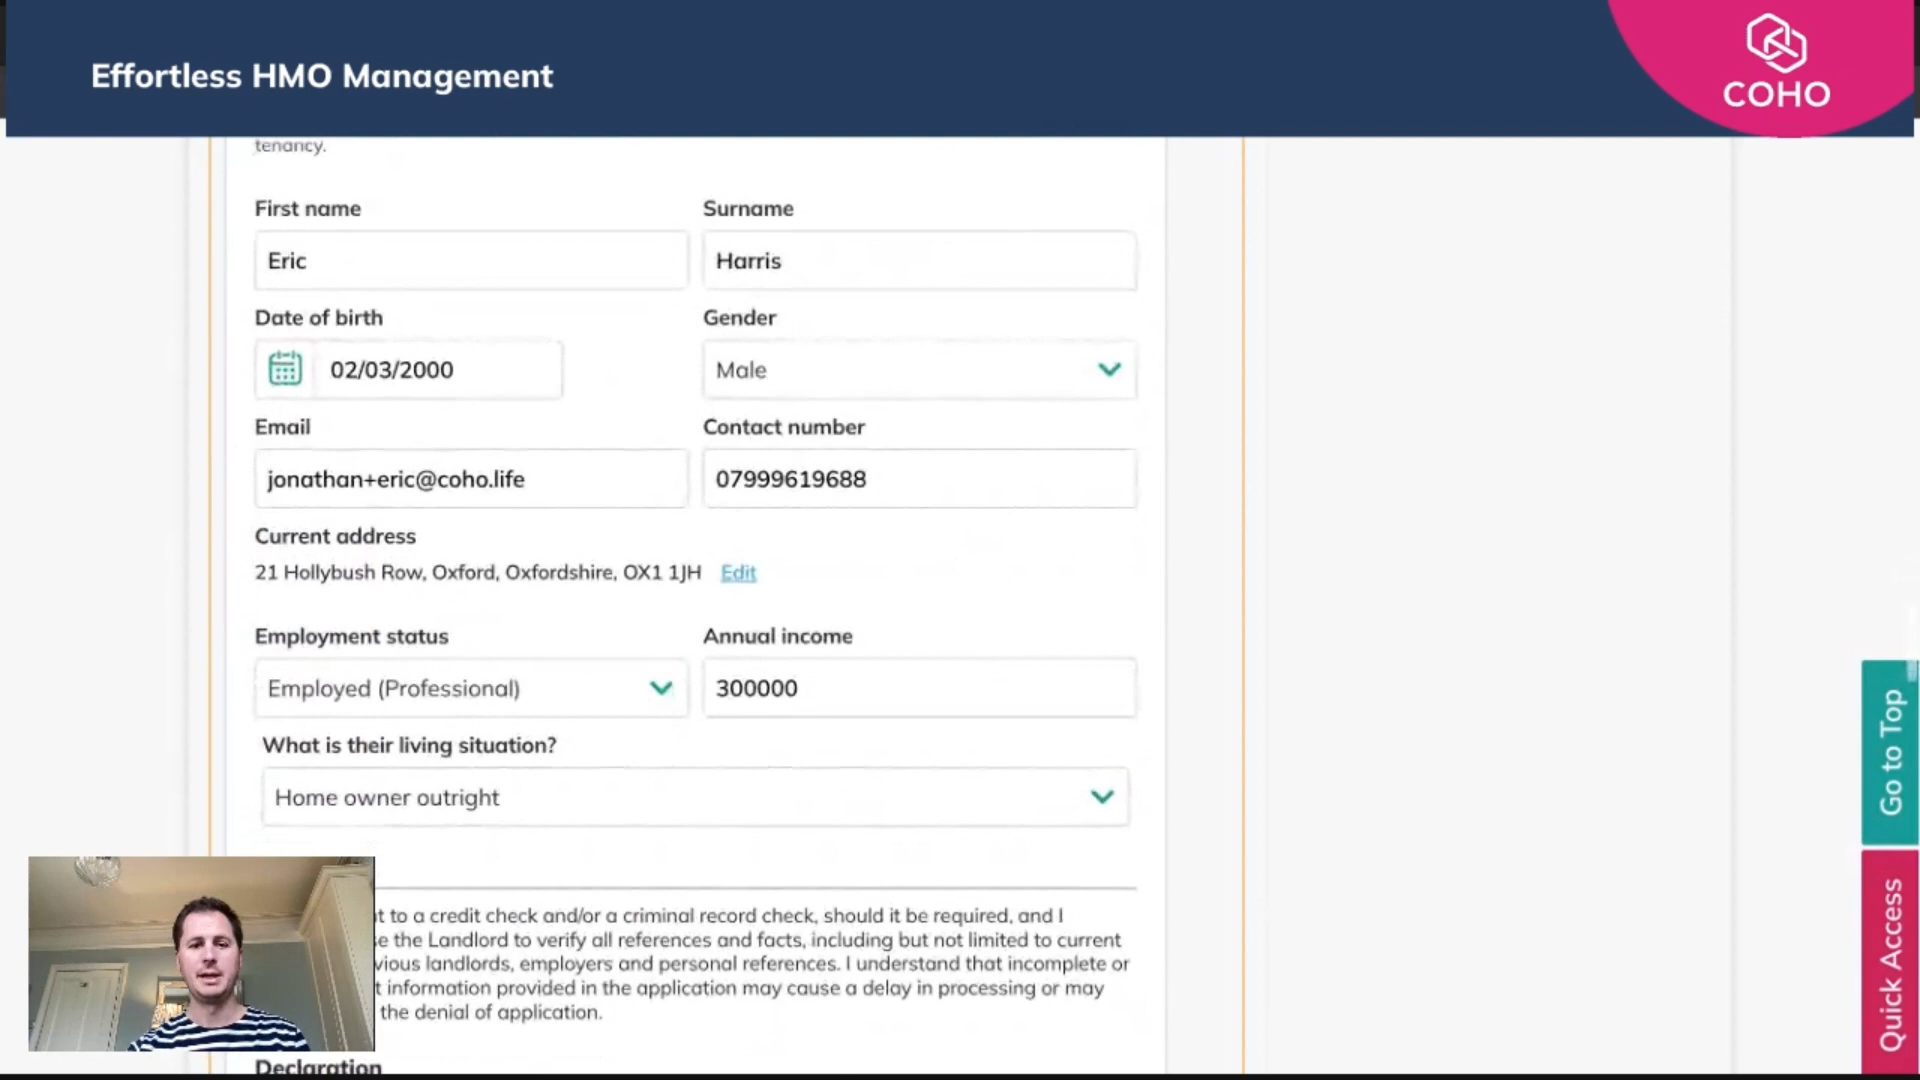 Effortless HMO Management
COHO
tenancy.
First name
Surname
Eric
Harris
Date of birth
Gender
02/03/2000
Male
Email
Contact number
jonathan+eric@coho.life
07999619688
Current address
21 Hollybush Row, Oxford, Oxfordshire, OX1 1JH Edit
Employment status
Annual income
Employed (Professional)
300000
What is their living situation?
Home owner outright
to a credit check and/or a criminal record check, should it be required, and I
the Landlord to verify all references and facts, including but not limited to current
landlords, employers and personal references. I understand that incomplete or
information provided in the application may cause a delay in processing or may
the denial of application.
Declaration
Go to Top
Quick Access